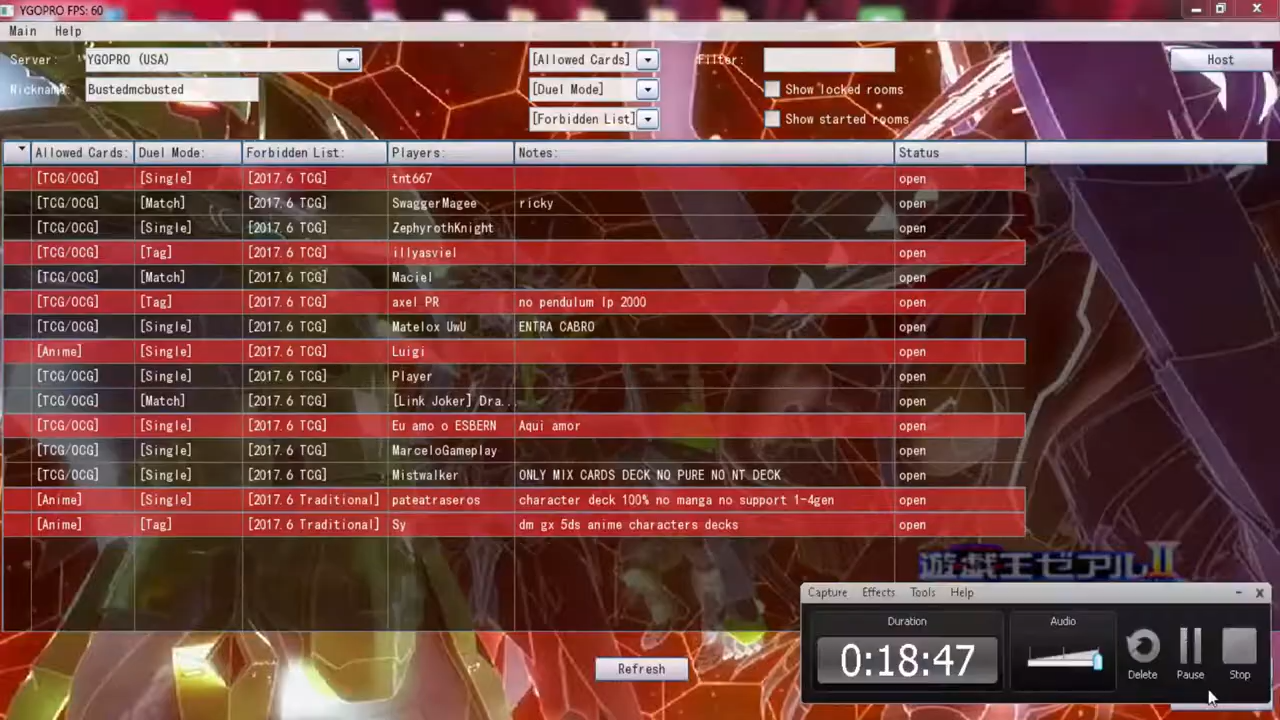 YGOPRO FPS: 60
Main Help
Server: YGOPRO (USA) [Allowed Cards] Filter: Host
Nickname: Bustedmcbusted [Duel Mode] Show locked rooms
[Forbidden List] Show started rooms
Allowed Cards: Duel Mode: Forbidden List: Players: Notes: Status
[TCG/OCG] [Single] [2017.6 TCG] tnt667 open
[TCG/OCG] [Match] [2017.6 TCG] SwaggerMagee ricky open
[TCG/OCG] [Single] [2017.6 TCG] ZephyrothKnight open
[TCG/OCG] [Tag] [2017.6 TCG] illyasviel open
[TCG/OCG] [Match] [2017.6 TCG] Maciel open
[TCG/OCG] [Tag] [2017.6 TCG] axel PR no pendulum lp 2000 open
[TCG/OCG] [Single] [2017.6 TCG] Matelox UwU ENTRA CABRO open
[Anime] [Single] [2017.6 TCG] Luigi open
[TCG/OCG] [Single] [2017.6 TCG] Player open
[TCG/OCG] [Match] [2017.6 TCG] [Link Joker] Dra... open
[TCG/OCG] [Single] [2017.6 TCG] Eu amo o ESBERN Aqui amor open
[TCG/OCG] [Single] [2017.6 TCG] MarceloGameplay open
[TCG/OCG] [Single] [2017.6 TCG] Mistwalker ONLY MIX CARDS DECK NO PURE NO NT DECK open
[Anime] [Single] [2017.6 Traditional] pateatraseros character deck 100% no manga no support 1-4gen open
[Anime] [Tag] [2017.6 Traditional] Sy dm gx 5ds anime characters decks open
遊戯王ゼアルII
Capture Effects Tools Help
Duration Audio
0:18:47
Delete Pause Stop
Refresh